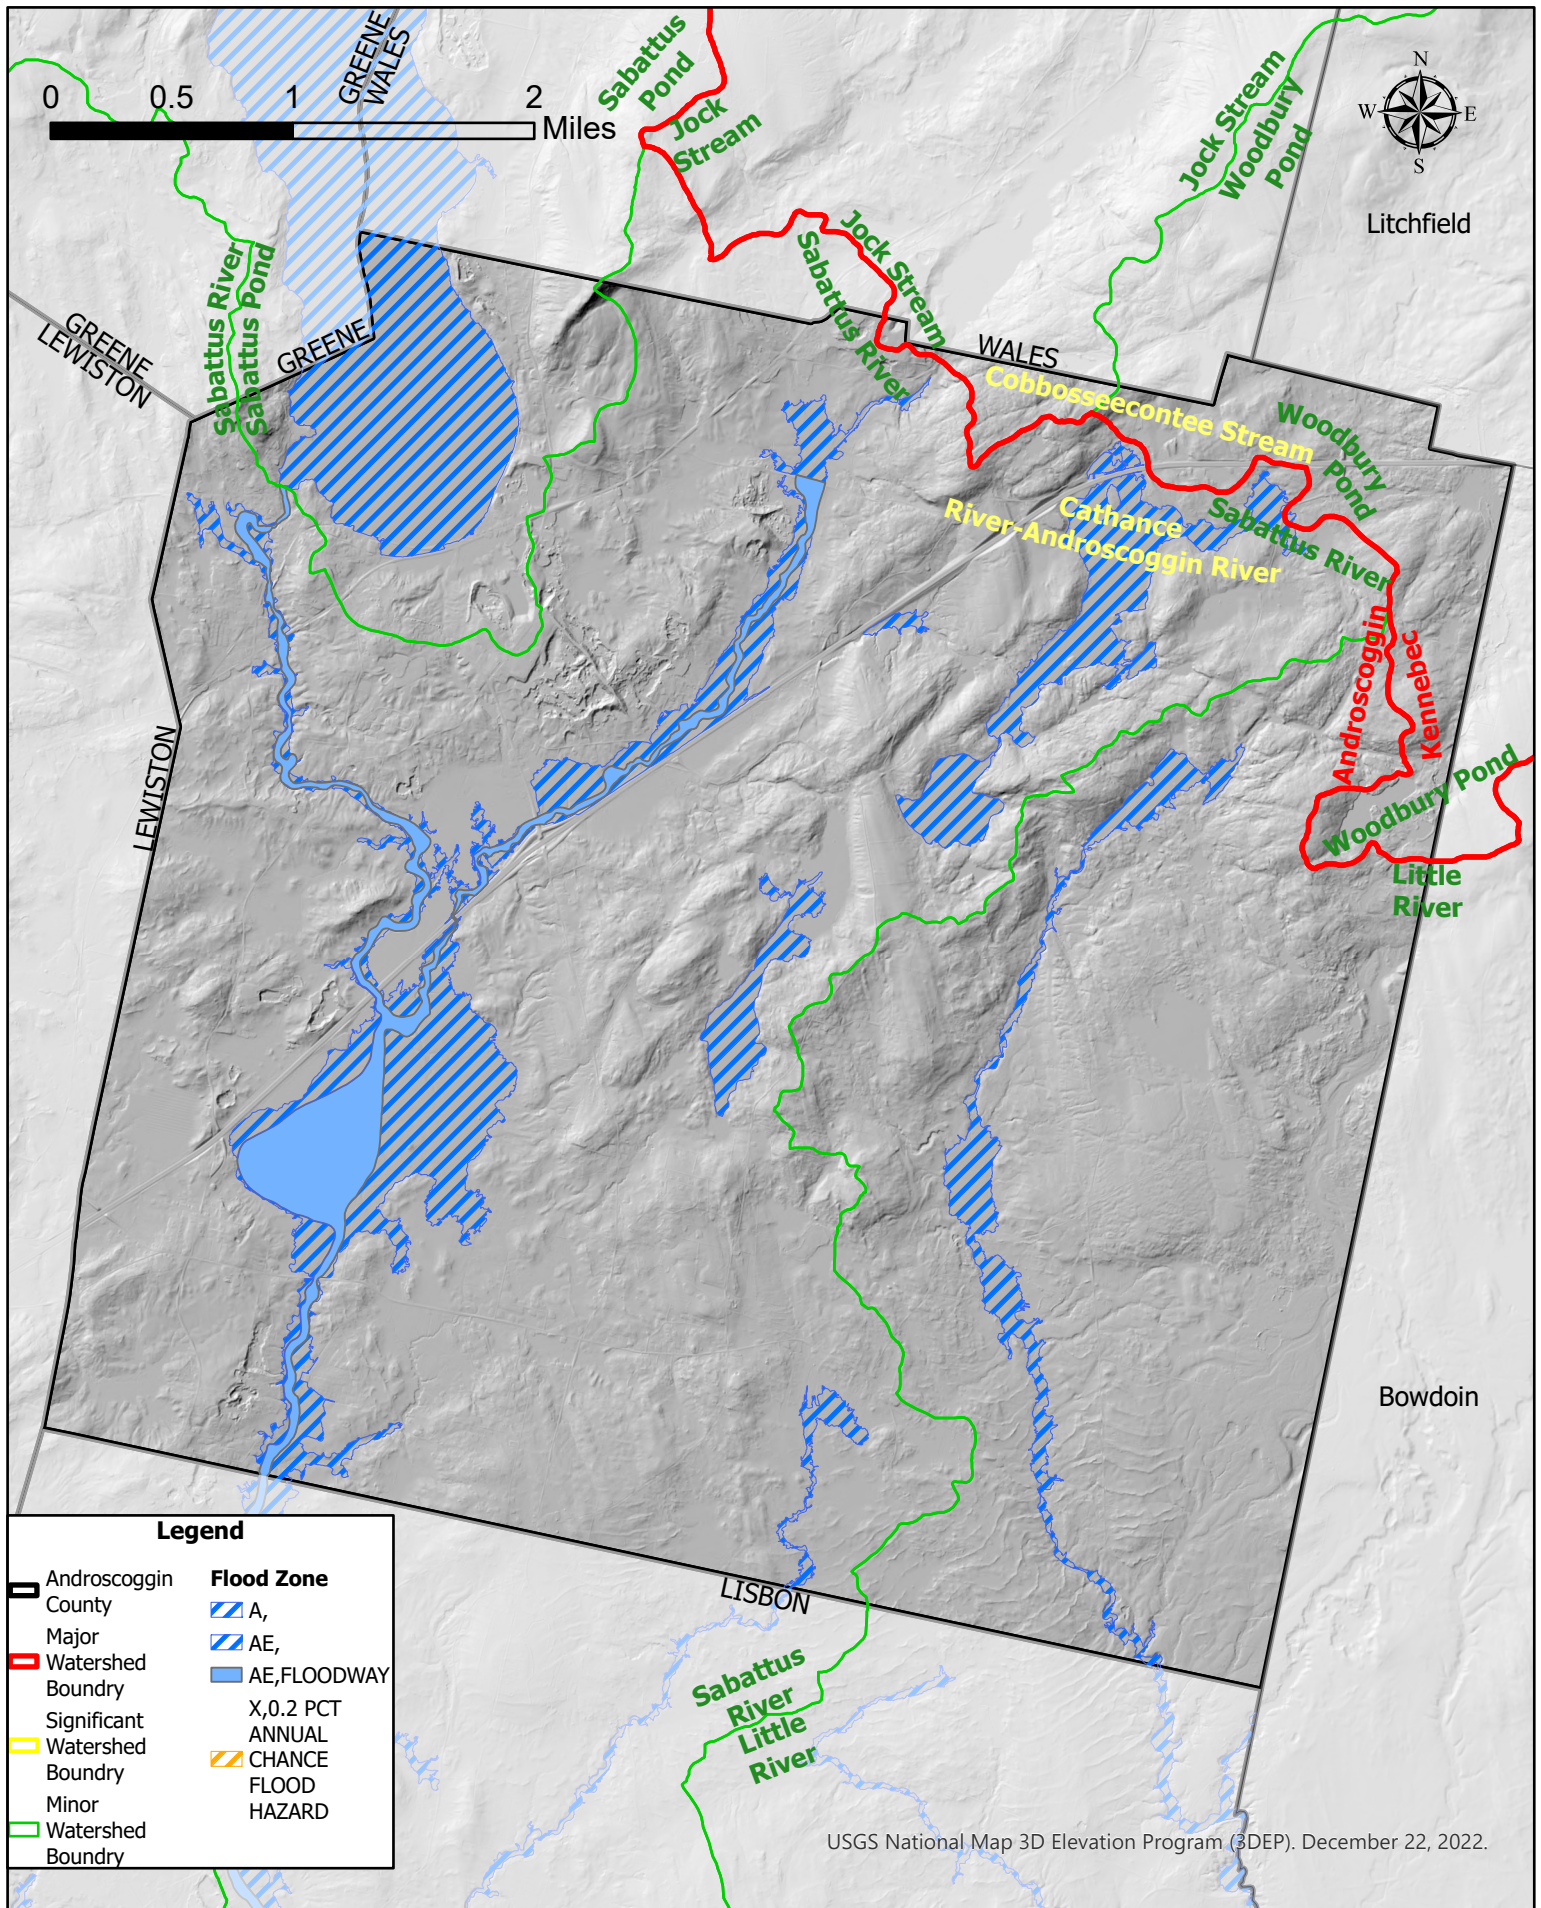 GREENE
WALES
0 0.5 1 2
Miles
Sabattus
Pond
Jock
Stream
Jock Stream
Woodbury
Pond
N
W E
S
Litchfield
Sabattus River
Sabattus Pond
GREENE
LEWISTON
GREENE
Jock Stream
Sabattus River
WALES
Cobbosseecontee Stream
Woodbury
Pond
Cathance
River-Androscoggin River
Sabattus River
Androscoggin
Kennebec
LEWISTON
Woodbury Pond
Little
River
Bowdoin
LISBON
Sabattus
River
Little
River
Legend
Androscoggin
County
Major
Watershed
Boundry
Significant
Watershed
Boundry
Minor
Watershed
Boundry
Flood Zone
A,
AE,
AE,FLOODWAY
X,0.2 PCT
ANNUAL
CHANCE
FLOOD
HAZARD
USGS National Map 3D Elevation Program (3DEP). December 22, 2022.